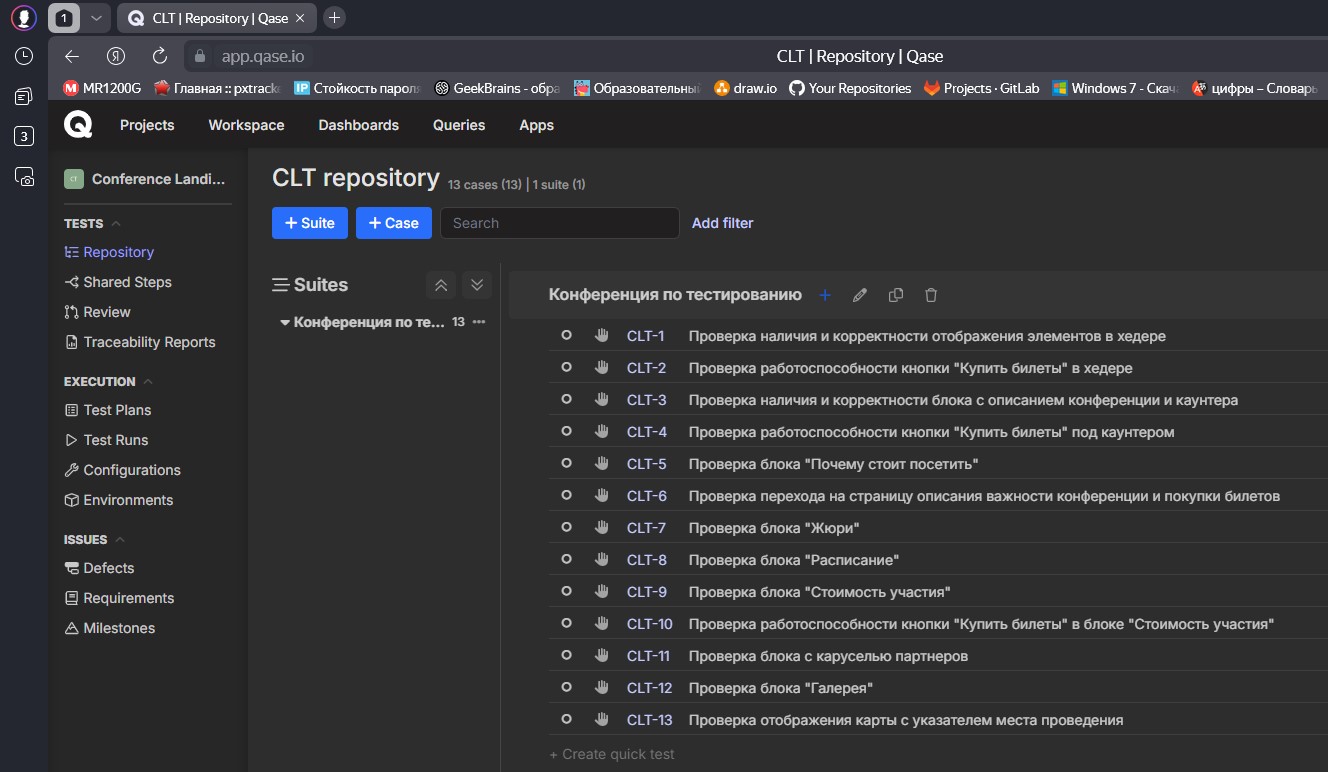 1
CLT | Repository | Qase
Я
app.qase.io
CLT | Repository | Qase
MR1200G
Главная :: pxtrack
IP Стойкость пароля
GeekBrains - обра
Образовательны
draw.io
Your Repositories
Projects · GitLab
Windows 7 - Скач
цифры – Словарь
3
Projects
Workspace
Dashboards
Queries
Apps
CT
Conference Landi...
TESTS
Repository
Shared Steps
Review
Traceability Reports
EXECUTION
Test Plans
Test Runs
Configurations
Environments
ISSUES
Defects
Requirements
Milestones
CLT repository 13 cases (13) | 1 suite (1)
+ Suite
+ Case
Search
Add filter
Suites
Конференция по те... 13
Конференция по тестированию
CLT-1 Проверка наличия и корректности отображения элементов в хедере
CLT-2 Проверка работоспособности кнопки "Купить билеты" в хедере
CLT-3 Проверка наличия и корректности блока с описанием конференции и каунтера
CLT-4 Проверка работоспособности кнопки "Купить билеты" под каунтером
CLT-5 Проверка блока "Почему стоит посетить"
CLT-6 Проверка перехода на страницу описания важности конференции и покупки билетов
CLT-7 Проверка блока "Жюри"
CLT-8 Проверка блока "Расписание"
CLT-9 Проверка блока "Стоимость участия"
CLT-10 Проверка работоспособности кнопки "Купить билеты" в блоке "Стоимость участия"
CLT-11 Проверка блока с каруселью партнеров
CLT-12 Проверка блока "Галерея"
CLT-13 Проверка отображения карты с указателем места проведения
+ Create quick test